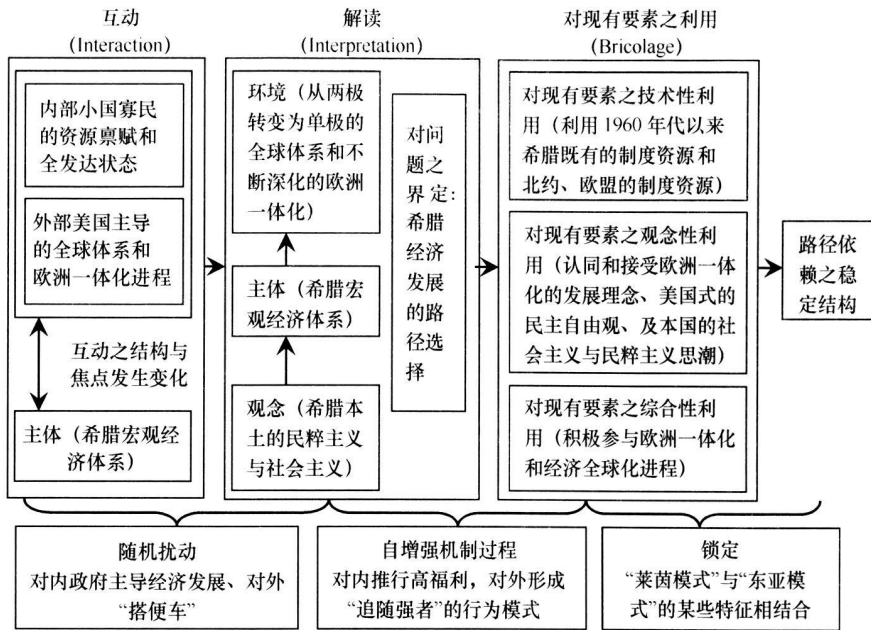 互动
(Interaction)
内部小国寡民
的资源禀赋和
全发达状态
外部美国主导
的全球体系和
欧洲一体化进程
互动之结构与
焦点发生变化
主体（希腊宏观经
济体系）
解读
(Interpretation)
环境（从两极
转变为单极的
全球体系和不
断深化的欧洲
一体化）
主体（希腊宏
观经济体系）
观念（希腊本
土的民粹主义
与社会主义）
对问
题之
界定：
希腊
经济
发展
的路
径选
择
对现有要素之利用
(Bricolage)
对现有要素之技术性利
用（利用 1960 年代以来
希腊既有的制度资源和
北约、欧盟的制度资源）
对现有要素之观念性利
用（认同和接受欧洲一体
化的发展理念、美国式的
民主自由观、及本国的社
会主义与民粹主义思潮）
对现有要素之综合性利
用（积极参与欧洲一体化
和经济全球化进程）
路径依
赖之稳
定结构
随机扰动
对内政府主导经济发展、对外
“搭便车”
自增强机制过程
对内推行高福利，对外形成
“追随强者”的行为模式
锁定
“莱茵模式”与“东亚模
式”的某些特征相结合